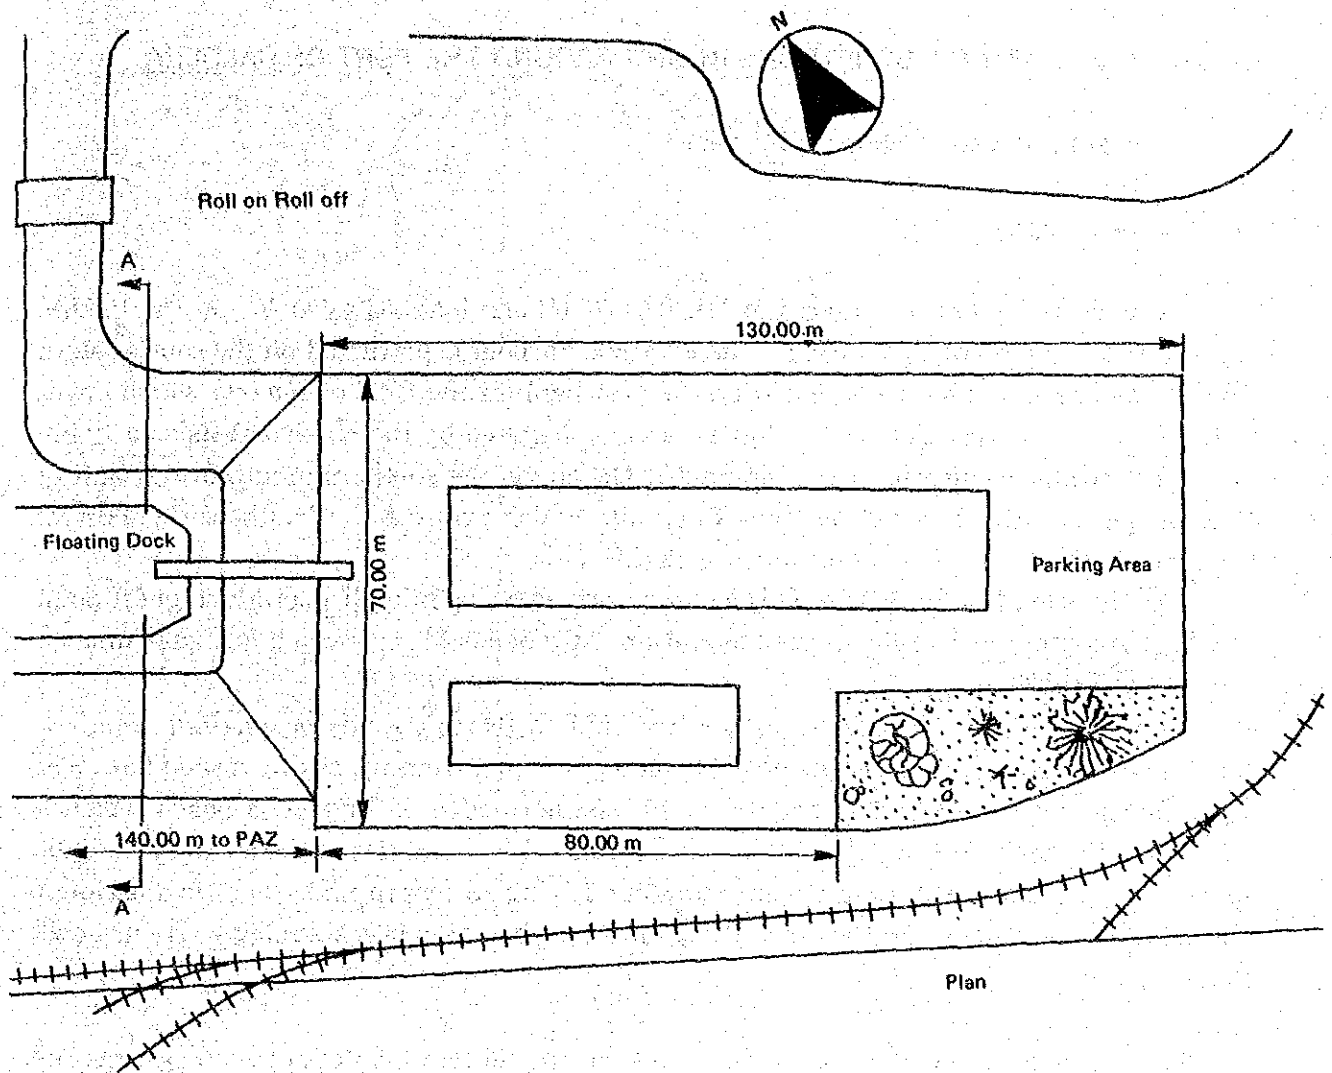 N
Roll on Roll off
A
130.00 m
Floating Dock
70.00 m
Parking Area
140.00 m to PAZ
80.00 m
A
Plan